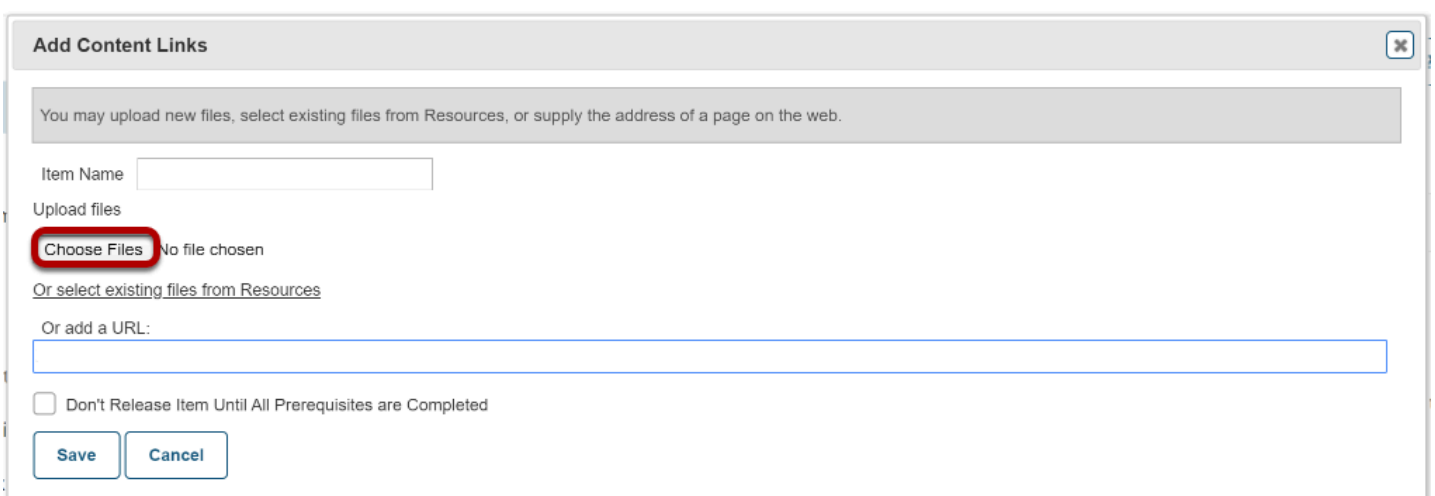 Add Content Links
You may upload new files, select existing files from Resources, or supply the address of a page on the web.
Item Name
Upload files
Choose Files No file chosen
Or select existing files from Resources
Or add a URL:
Don't Release Item Until All Prerequisites are Completed
Save Cancel